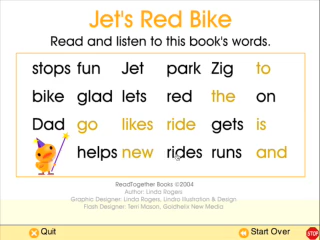 Jet's Red Bike
Read and listen to this book's words.
stops fun Jet park Zig to
bike glad lets red the on
Dad go likes ride gets is
helps new rides runs and
ReadTogether Books ©2004
Author: Linda Rogers
Graphic Designer: Linda Rogers, Lindra Illustration & Design
Flash Designer: Terri Mason, Goldhelix New Media
Quit Start Over STOP